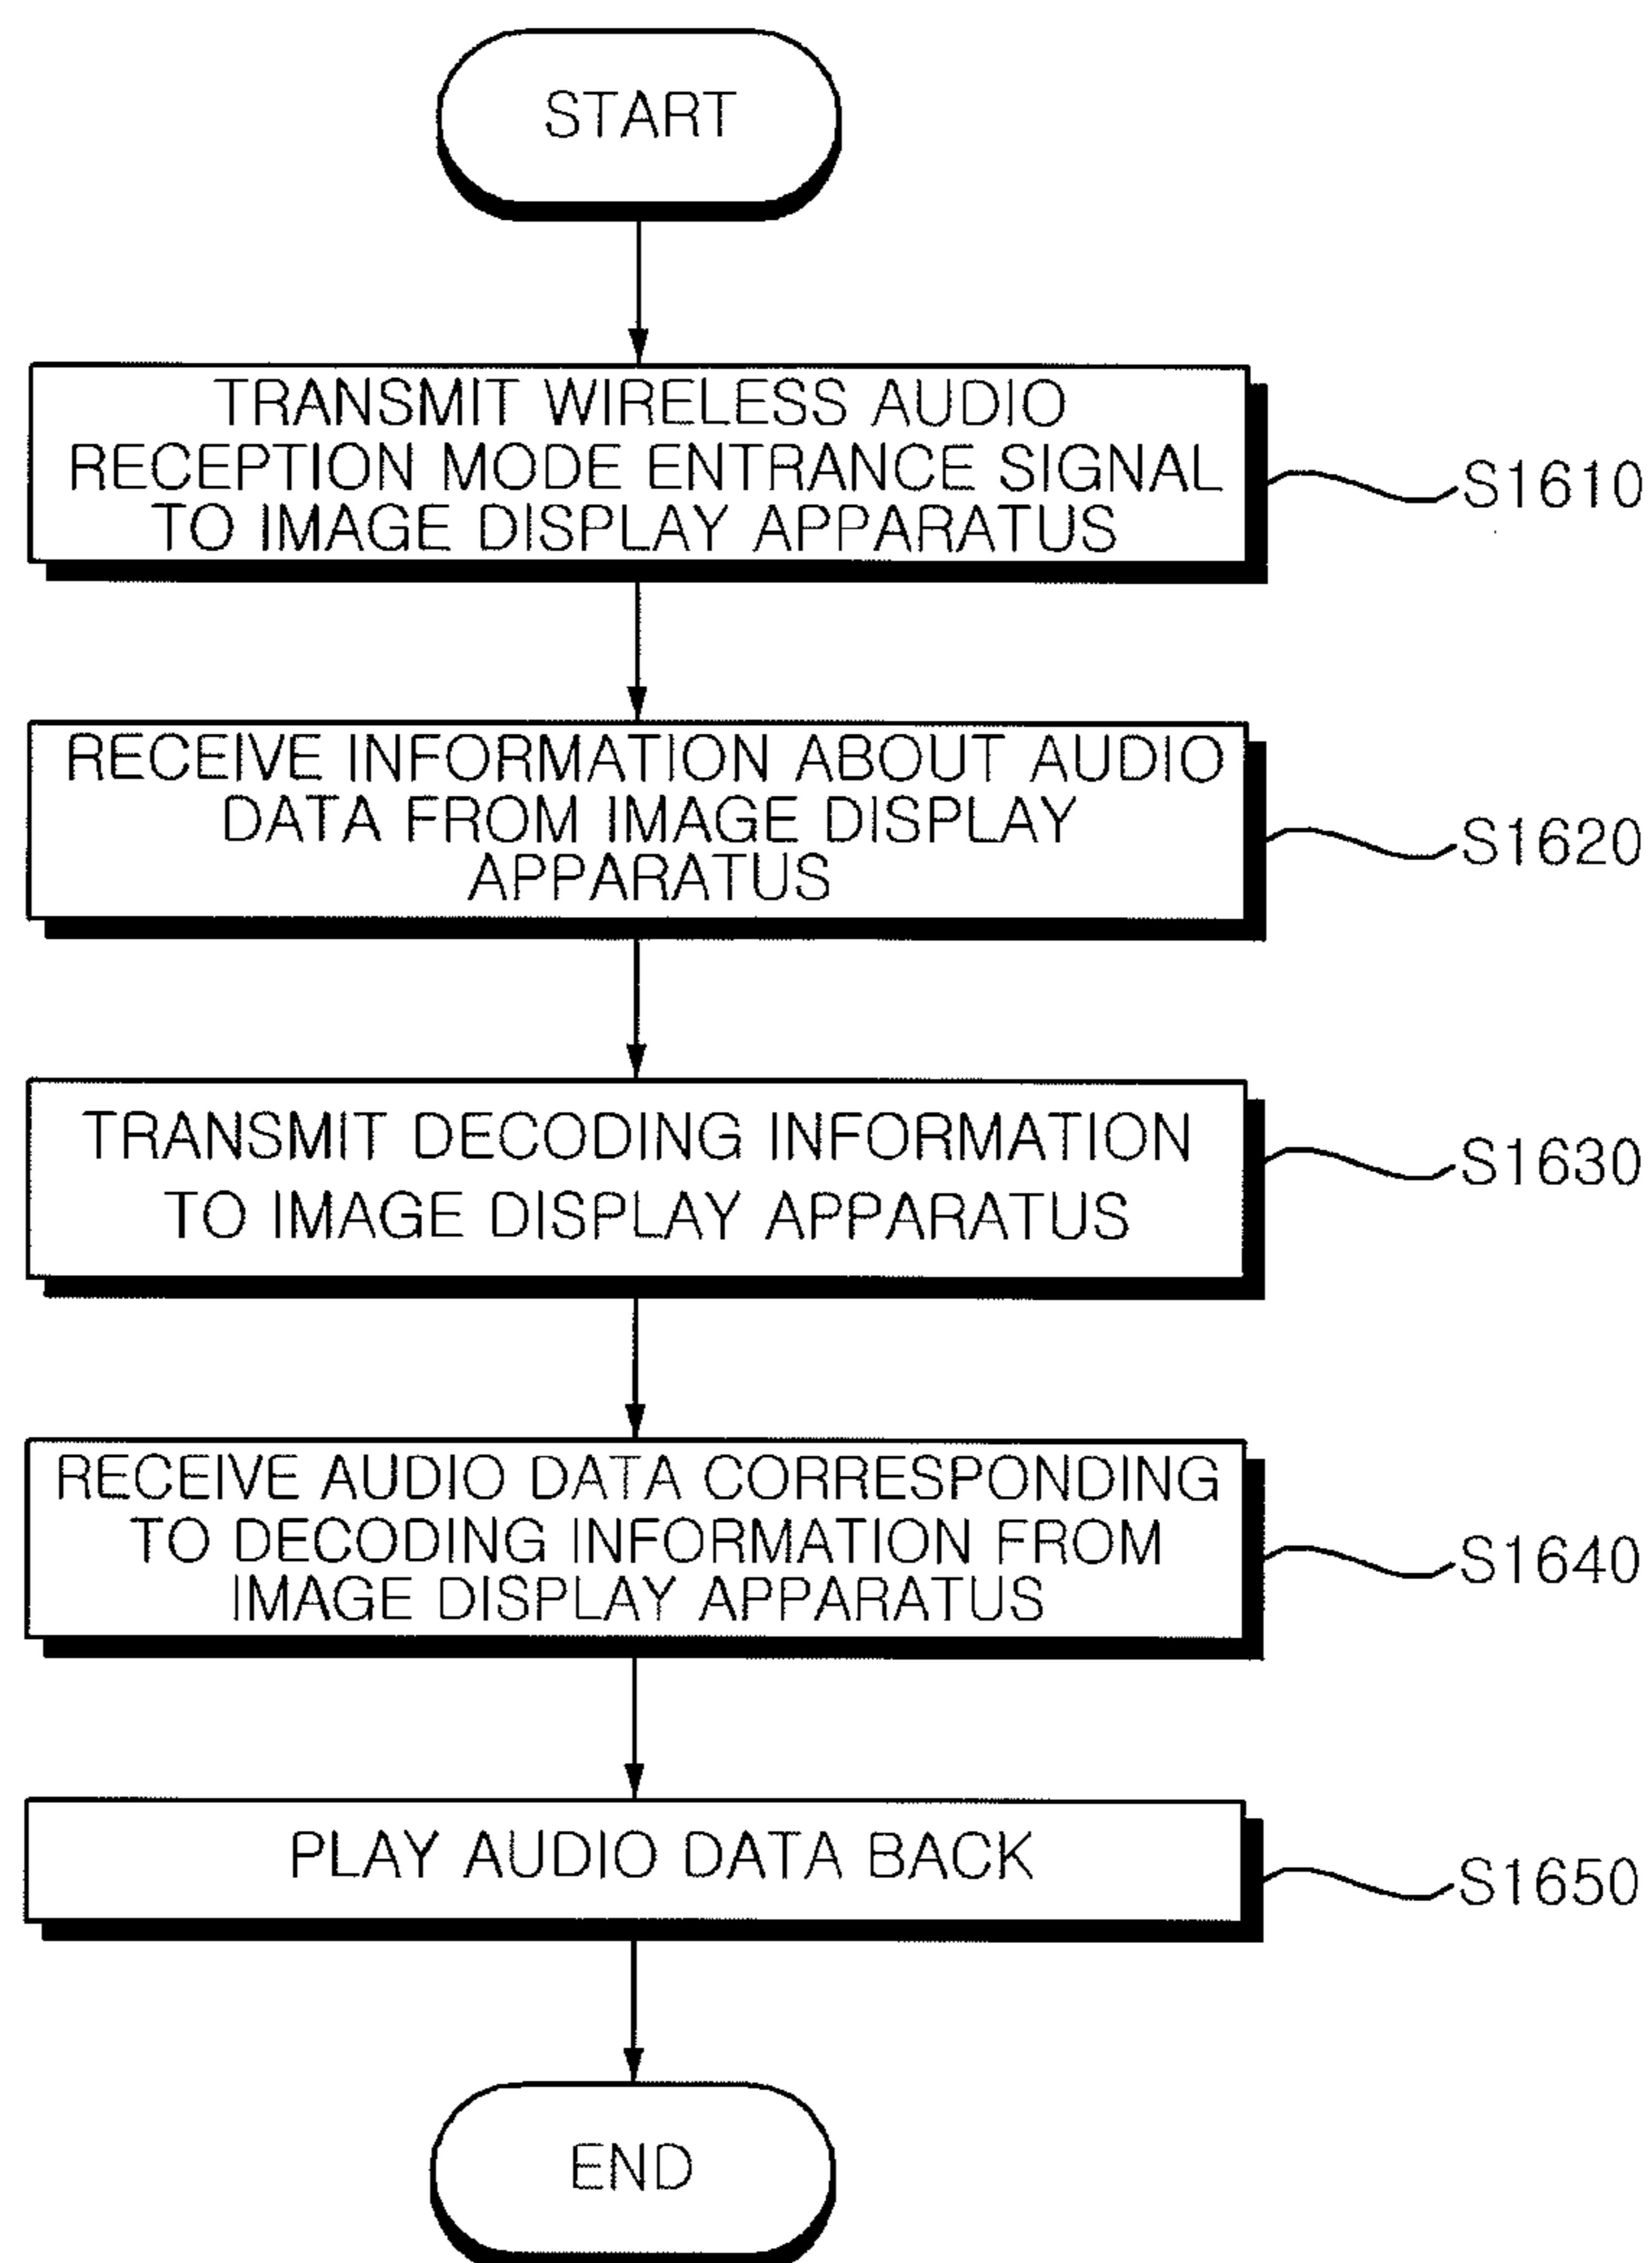 START
TRANSMIT WIRELESS AUDIO
RECEPTION MODE ENTRANCE SIGNAL
TO IMAGE DISPLAY APPARATUS
S1610
RECEIVE INFORMATION ABOUT AUDIO
DATA FROM IMAGE DISPLAY
APPARATUS
S1620
TRANSMIT DECODING INFORMATION
TO IMAGE DISPLAY APPARATUS
S1630
RECEIVE AUDIO DATA CORRESPONDING
TO DECODING INFORMATION FROM
IMAGE DISPLAY APPARATUS
S1640
PLAY AUDIO DATA BACK
S1650
END